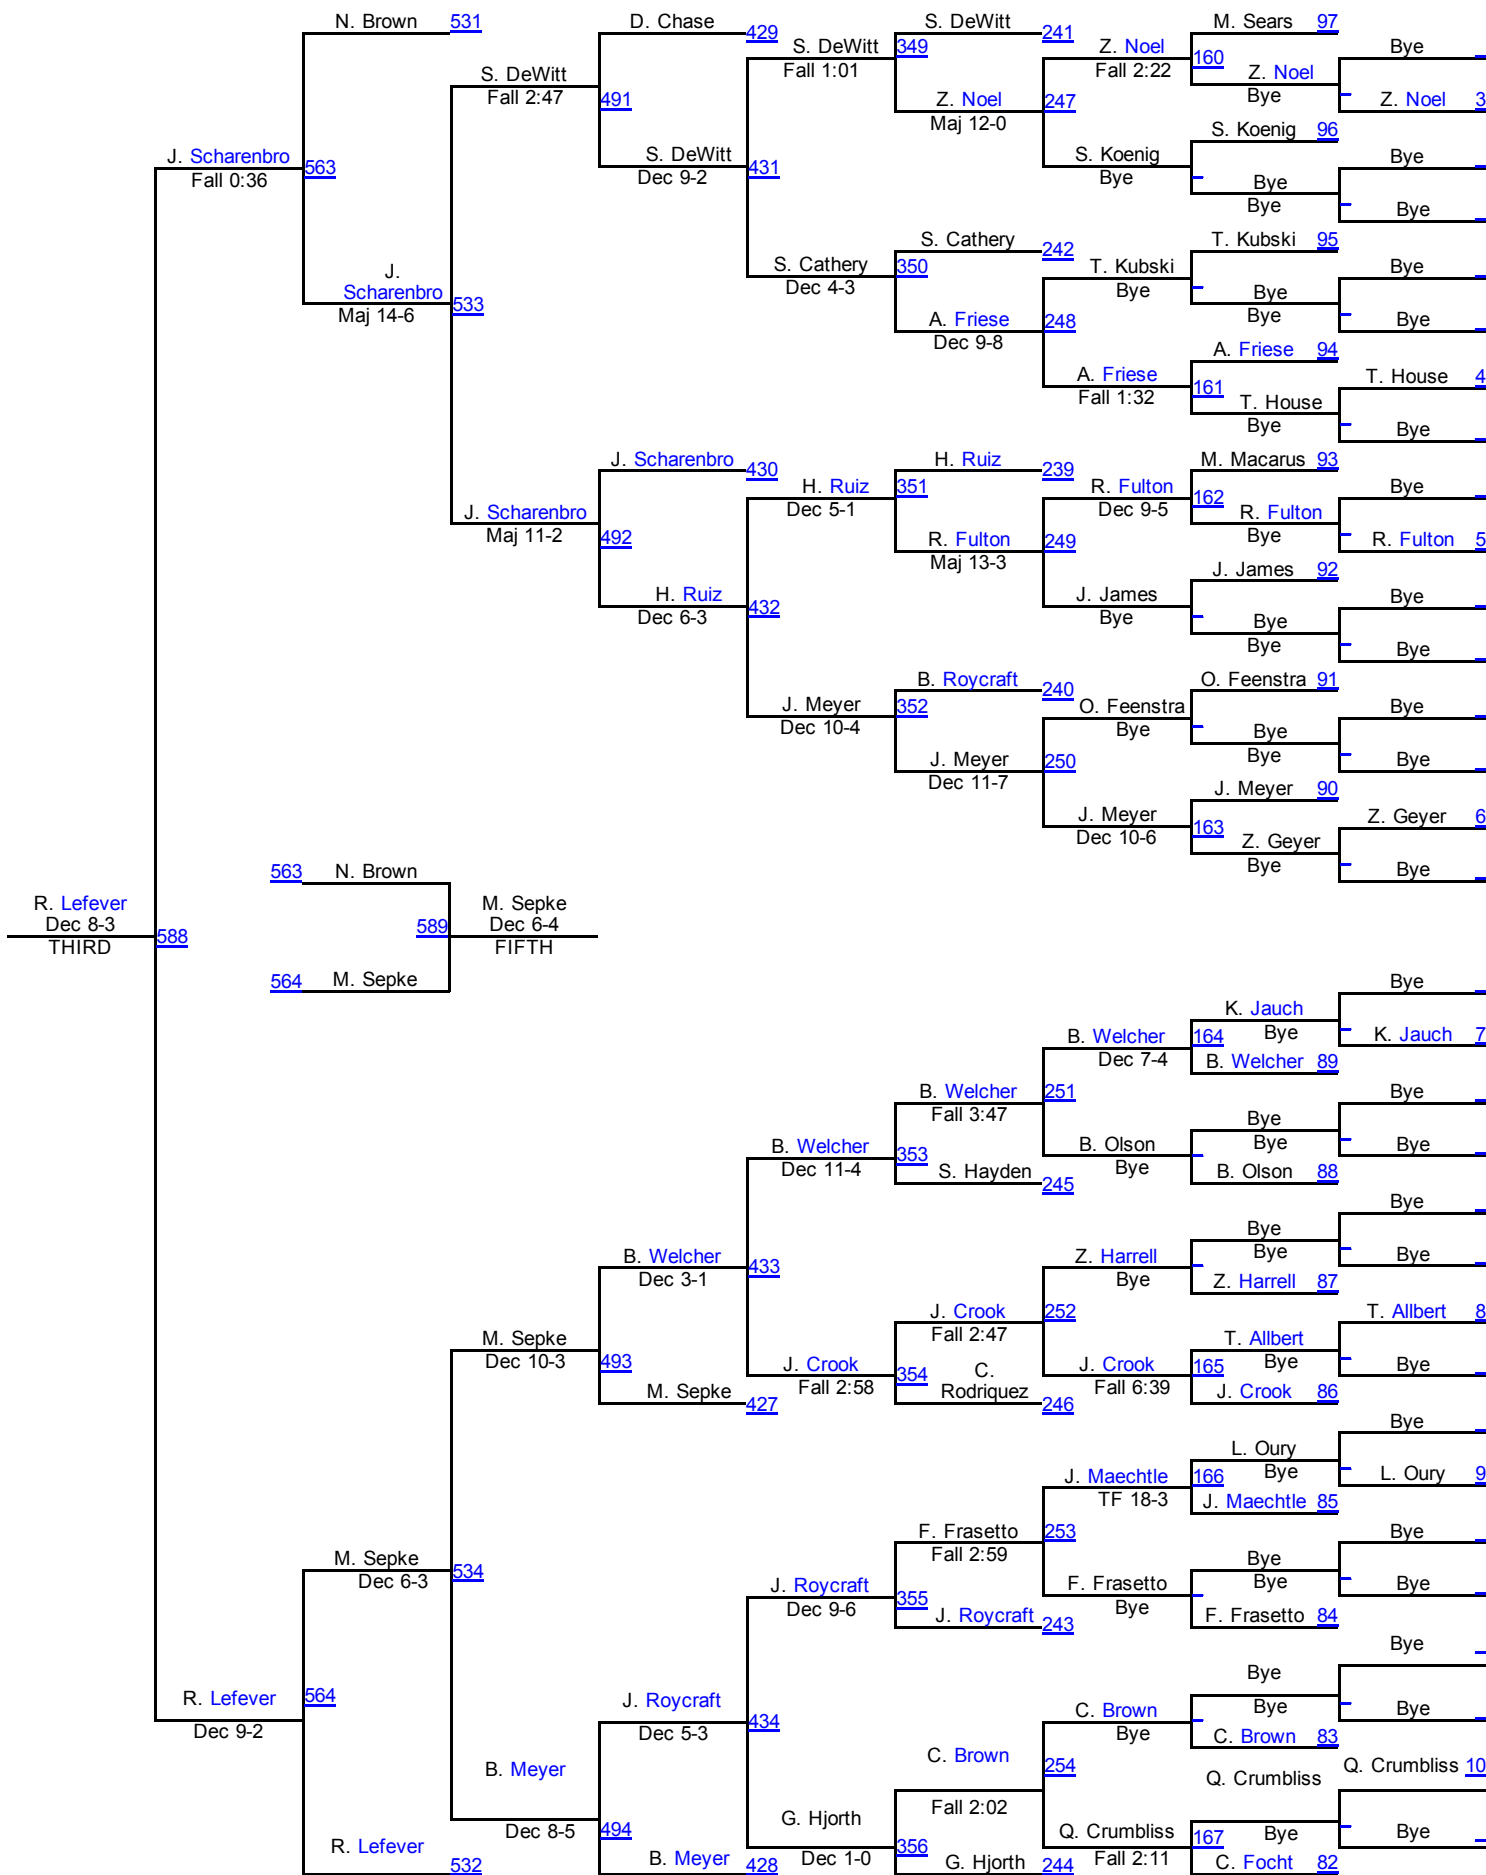 N. Brown 531 D. Chase 429 S. DeWitt 241 M. Sears 97
S. DeWitt 349 Z. Noel 160 Bye
Fall 1:01 Fall 2:22
S. DeWitt 491 Z. Noel
Fall 2:47 Bye
Z. Noel 247 Z. Noel 3
Maj 12-0
S. Koenig 96
J. Scharenbro 563 S. DeWitt 431 S. Koenig Bye
Fall 0:36 Dec 9-2 Bye
Bye
Bye Bye
S. Cathery 242 T. Kubski 95
S. Cathery 350 T. Kubski Bye
Dec 4-3 Bye
J.
Scharenbro 533 Bye
Maj 14-6 Bye
A. Friese 248 Bye
Dec 9-8
A. Friese 94
A. Friese 161 T. House 4
Fall 1:32
T. House
Bye Bye
J. Scharenbro 430 H. Ruiz 239 M. Macarus 93
H. Ruiz 351 R. Fulton 162 Bye
Dec 5-1 Dec 9-5
J. Scharenbro 492 R. Fulton
Maj 11-2 Bye
R. Fulton 249 R. Fulton 5
Maj 13-3
J. James 92
H. Ruiz 432 J. James Bye
Dec 6-3 Bye
Bye
Bye Bye
B. Roycraft 240 O. Feenstra 91
J. Meyer 352 O. Feenstra Bye
Dec 10-4 Bye
Bye
Bye
J. Meyer 250 Bye
Dec 11-7
J. Meyer 90
J. Meyer 163 Z. Geyer 6
Dec 10-6
Z. Geyer
Bye Bye
563 N. Brown
R. Lefever M. Sepke
Dec 8-3 588 589 Dec 6-4
THIRD FIFTH
564 M. Sepke
Bye
K. Jauch
Bye
B. Welcher 164 K. Jauch 7
Dec 7-4
B. Welcher 89
B. Welcher 251 Bye
Fall 3:47
Bye
Bye
B. Welcher 353 B. Olson Bye
Dec 11-4 Bye
S. Hayden 245 B. Olson 88
Bye
Bye
Bye
B. Welcher 433 Z. Harrell Bye
Dec 3-1 Bye
Z. Harrell 87
J. Crook 252 T. Allbert 8
Fall 2:47
M. Sepke 493 T. Allbert
Dec 10-3 Bye
J. Crook 354 J. Crook 165 Bye
Fall 2:58 Fall 6:39
C.
Rodriquez 246
M. Sepke 427 J. Crook 86
Bye
L. Oury
Bye
J. Maechtle 166 L. Oury 9
TF 18-3
J. Maechtle 85
F. Frasetto 253 Bye
Fall 2:59
M. Sepke 534 Bye
Dec 6-3 Bye
J. Roycraft 355 F. Frasetto Bye
Dec 9-6 Bye
J. Roycraft 243 F. Frasetto 84
Bye
Bye
Bye
R. Lefever 564 J. Roycraft 434 C. Brown Bye
Dec 9-2 Dec 5-3 Bye
C. Brown 83
C. Brown 254 Q. Crumbliss 10
Fall 2:02
B. Meyer 494 Q. Crumbliss
Dec 8-5 Bye
G. Hjorth 356 Q. Crumbliss 167 Bye
Dec 1-0 Fall 2:11
R. Lefever 532 B. Meyer 428 G. Hjorth 244 C. Focht 82